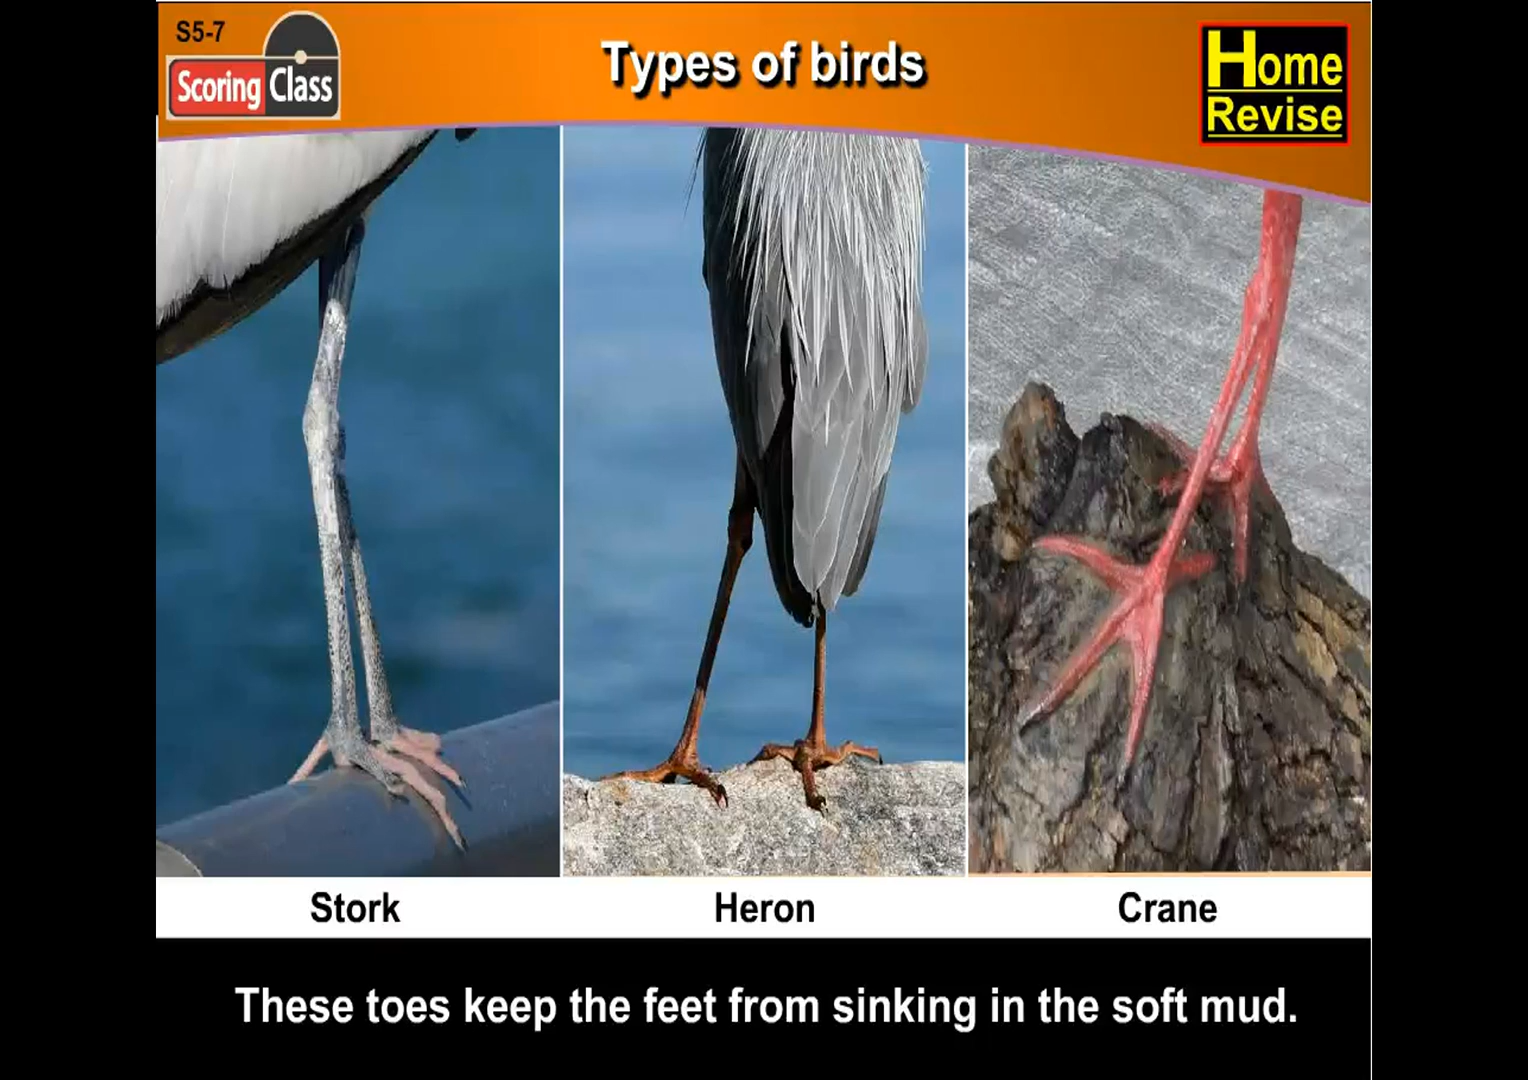 S5-7
Scoring Class
Types of birds
Home
Revise
Stork
Heron
Crane
These toes keep the feet from sinking in the soft mud.